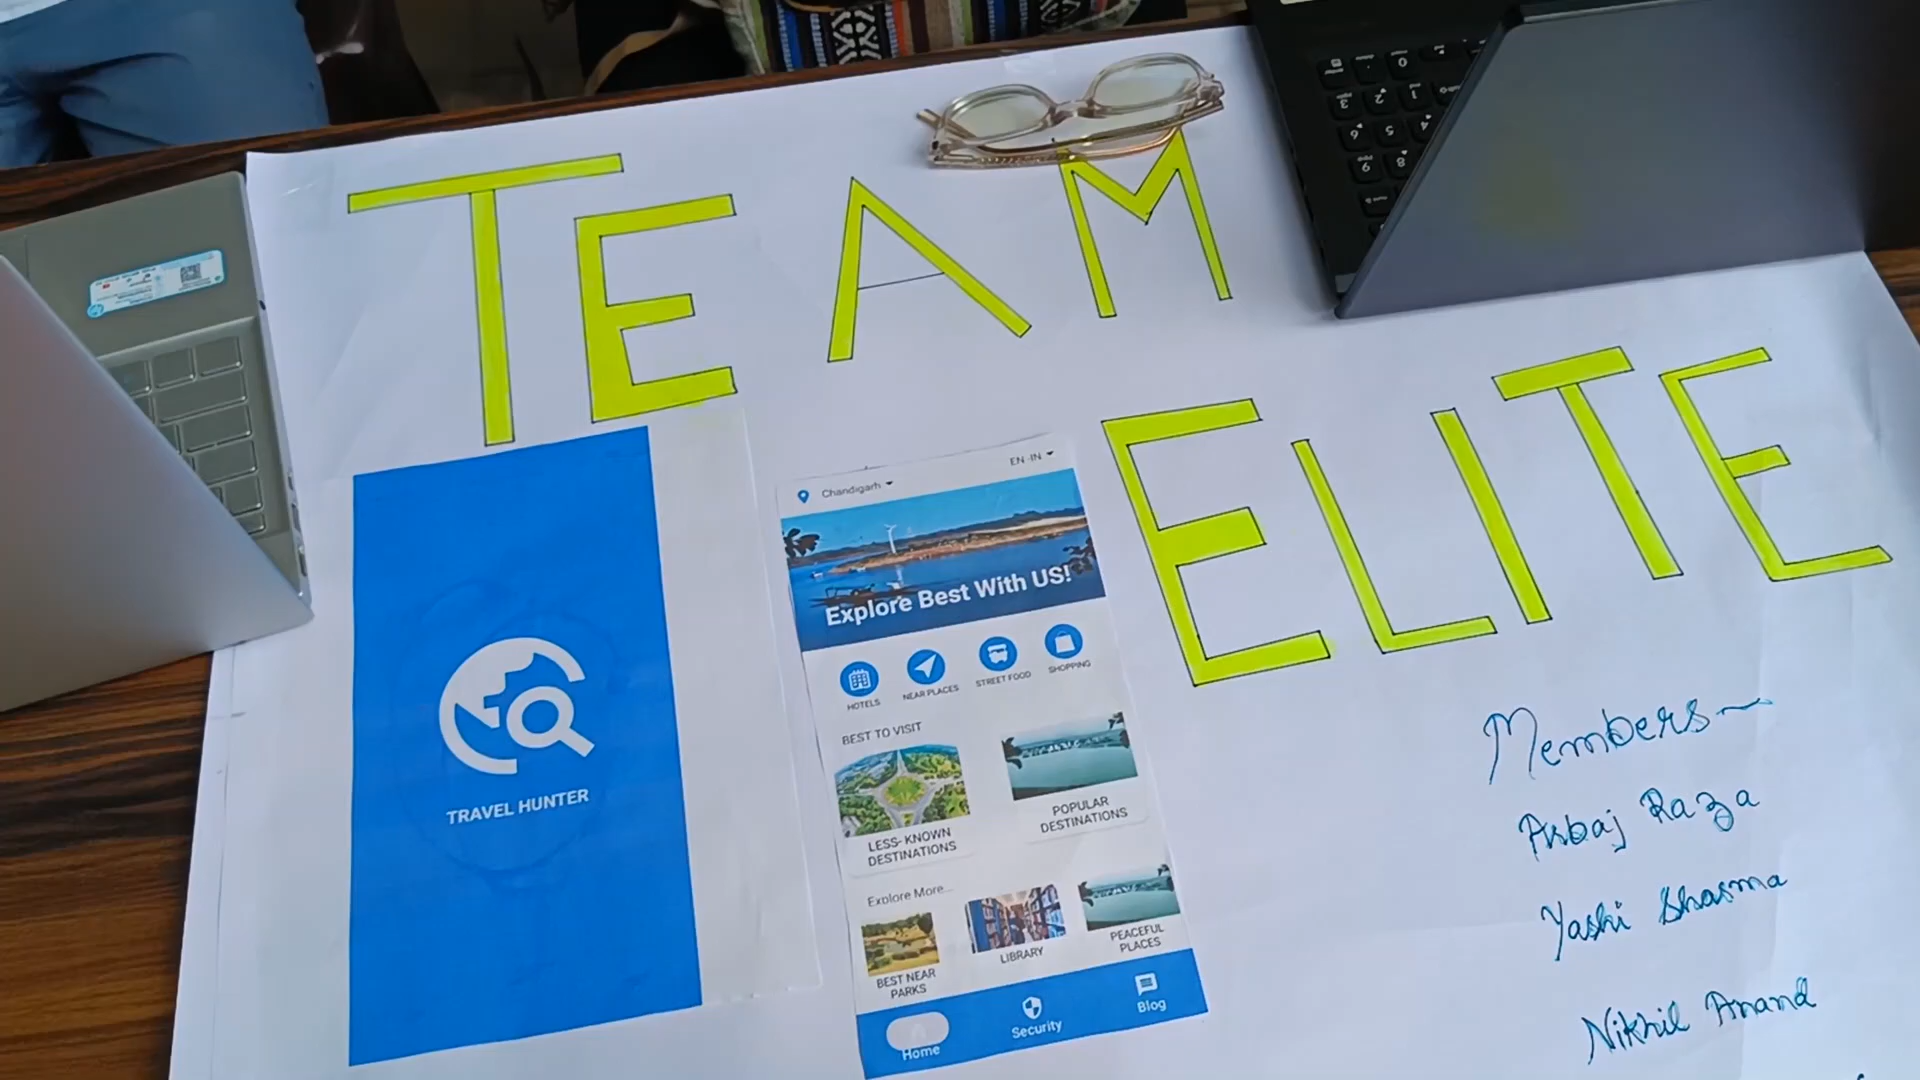 TEAM
ELITE
TRAVEL HUNTER
Chandigarh
EN-IN
Explore Best With US!
HOTELS
NEAR PLACES
STREET FOOD
SHOPPING
BEST TO VISIT
LESS-KNOWN
DESTINATIONS
POPULAR
DESTINATIONS
Explore More...
BEST NEAR
PARKS
LIBRARY
PEACEFUL
PLACES
Home
Security
Blog
Members
Arbaj Raza
Yashi Sharma
Nikhil Anand